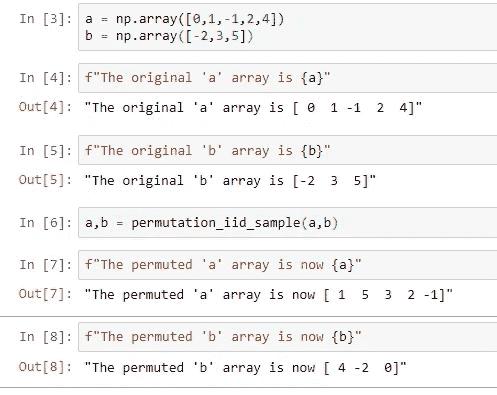 In [3]: a = np.array([0,1,-1,2,4])
b = np.array([-2,3,5])
In [4]: f"The original 'a' array is {a}"
Out[4]: "The original 'a' array is [ 0  1 -1  2  4]"
In [5]: f"The original 'b' array is {b}"
Out[5]: "The original 'b' array is [-2  3  5]"
In [6]: a,b = permutation_iid_sample(a,b)
In [7]: f"The permuted 'a' array is now {a}"
Out[7]: "The permuted 'a' array is now [ 1  5  3  2 -1]"
In [8]: f"The permuted 'b' array is now {b}"
Out[8]: "The permuted 'b' array is now [ 4 -2  0]"